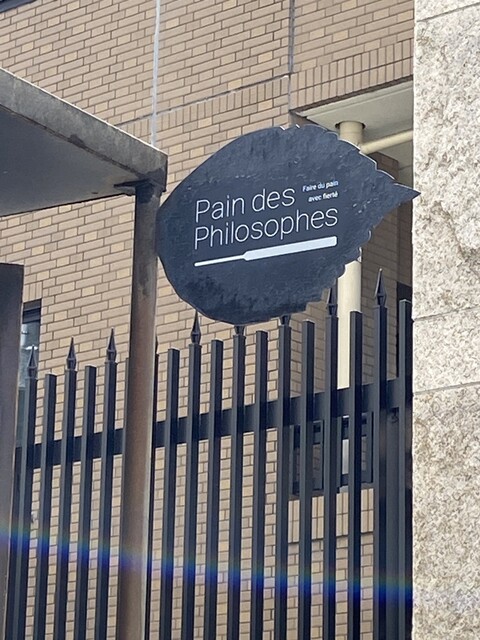 Pain des
Philosophes
Faire du pain
avec fierté